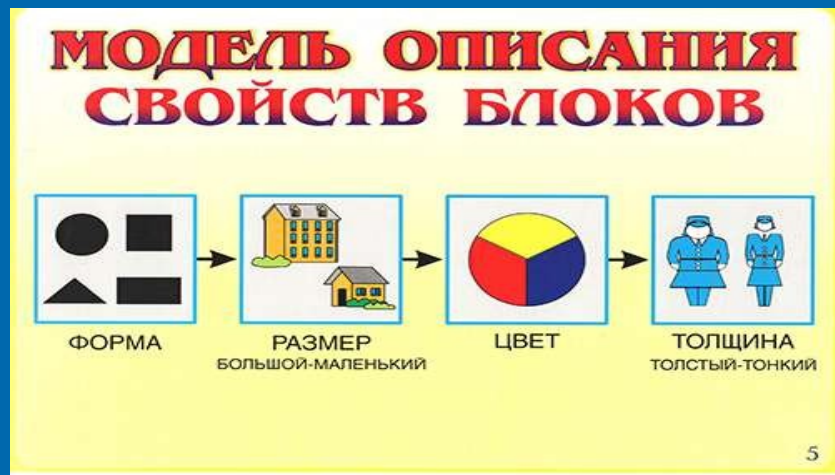 МОДЕЛЬ ОПИСАНИЯ
СВОЙСТВ БЛОКОВ
ФОРМА
РАЗМЕР
БОЛЬШОЙ-МАЛЕНЬКИЙ
ЦВЕТ
ТОЛЩИНА
ТОЛСТЫЙ-ТОНКИЙ
5